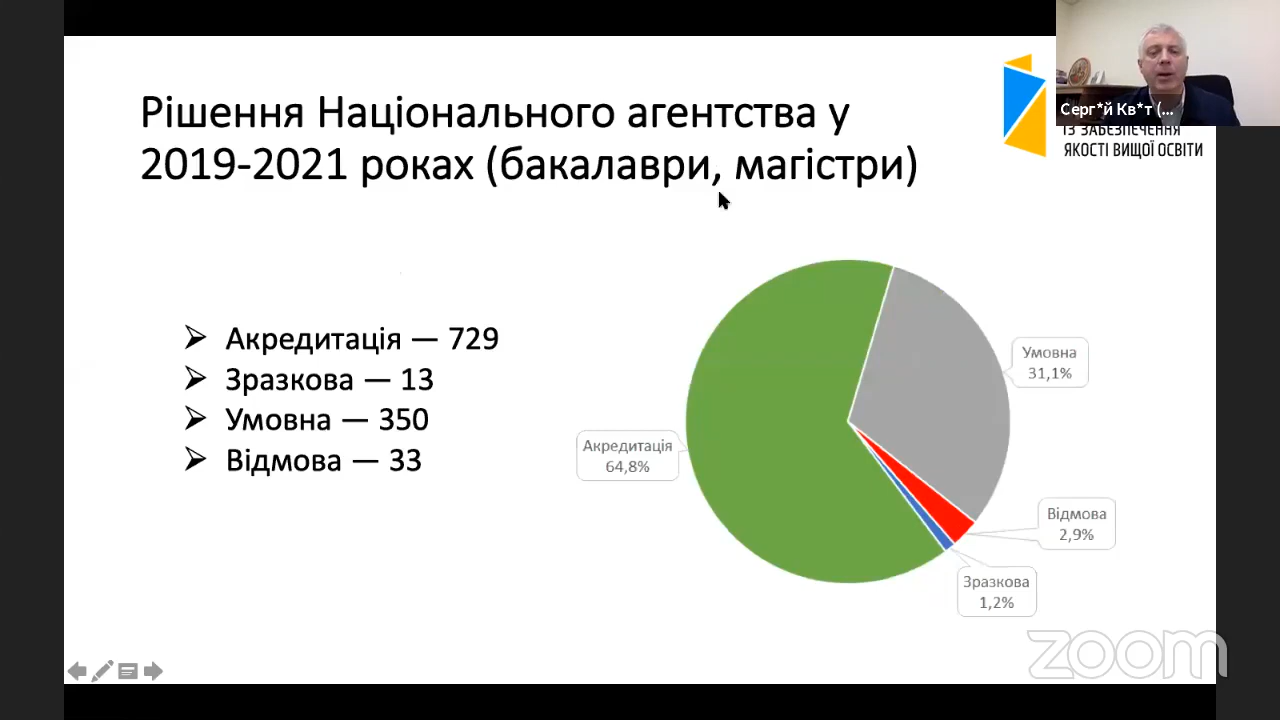 Рішення Національного агентства у
2019-2021 роках (бакалаври, магістри)
Серг*й Кв*т (...
ІЗ ЗАБЕЗПЕЧЕННЯ
ЯКОСТІ ВИЩОЇ ОСВІТИ
Акредитація — 729
Зразкова — 13
Умовна — 350
Відмова — 33
Умовна
31,1%
Акредитація
64,8%
Відмова
2,9%
Зразкова
1,2%
zoom